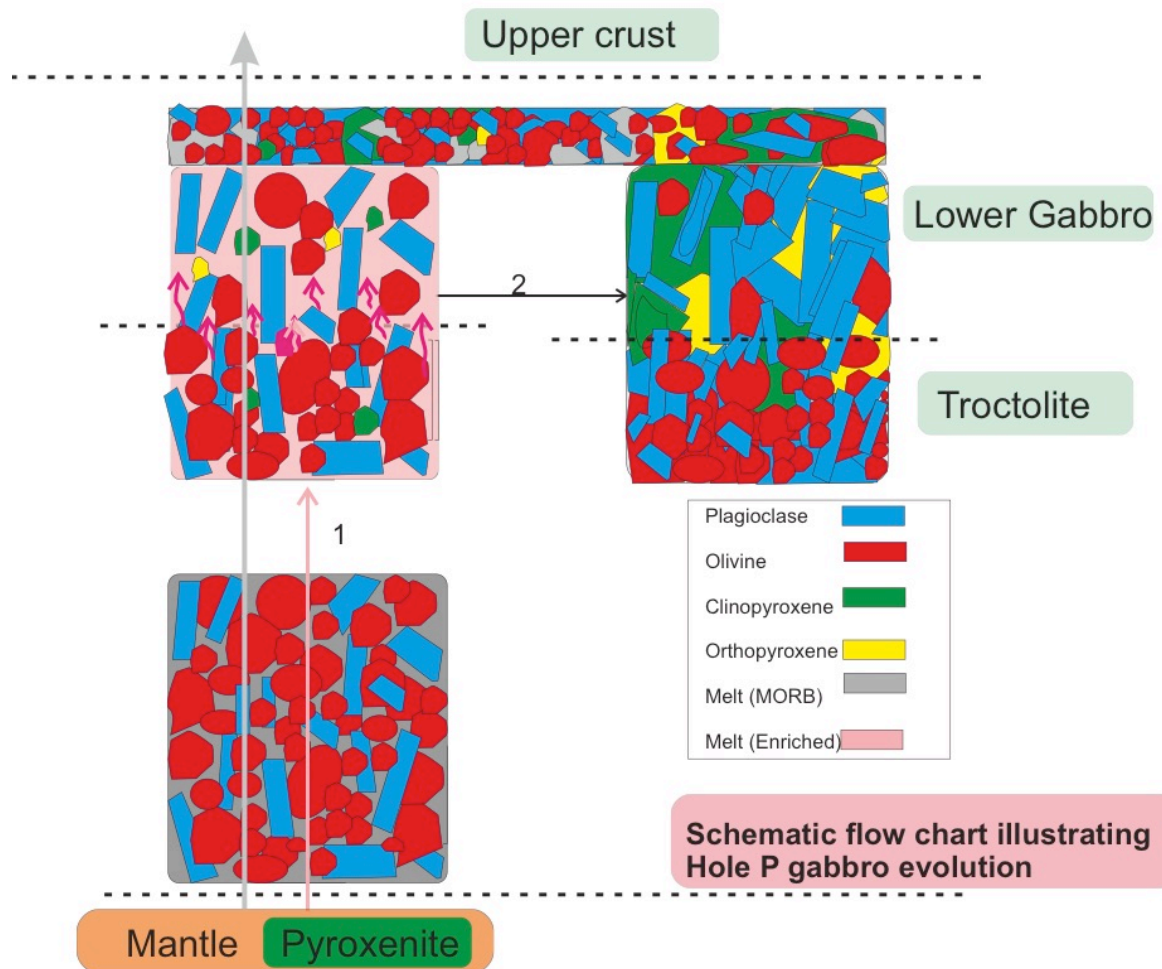 Upper crust
Lower Gabbro
2
Troctolite
1
Plagioclase
Olivine
Clinopyroxene
Orthopyroxene
Melt (MORB)
Melt (Enriched)
Schematic flow chart illustrating
Hole P gabbro evolution
Mantle
Pyroxenite